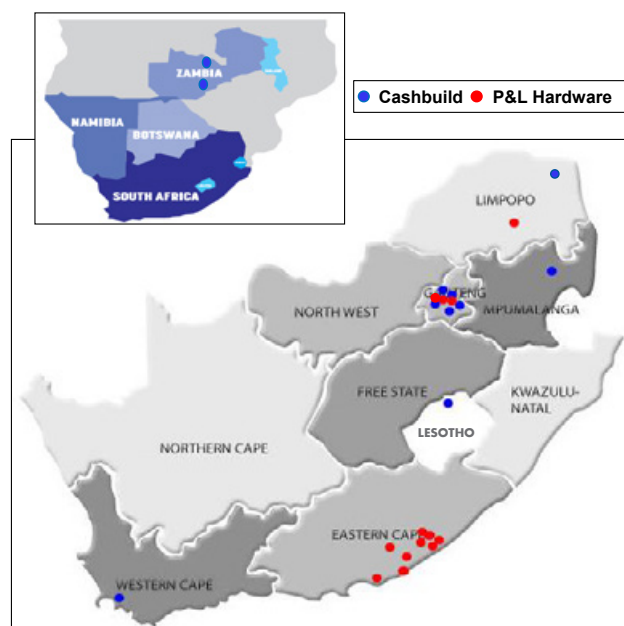 ZAMBIA
NAMIBIA
BOTSWANA
SOUTH AFRICA
Cashbuild P&L Hardware
LIMPOPO
GAUTENG
NORTH WEST
MPUMALANGA
FREE STATE
KWAZULU-
NATAL
LESOTHO
NORTHERN CAPE
EASTERN CAPE
WESTERN CAPE